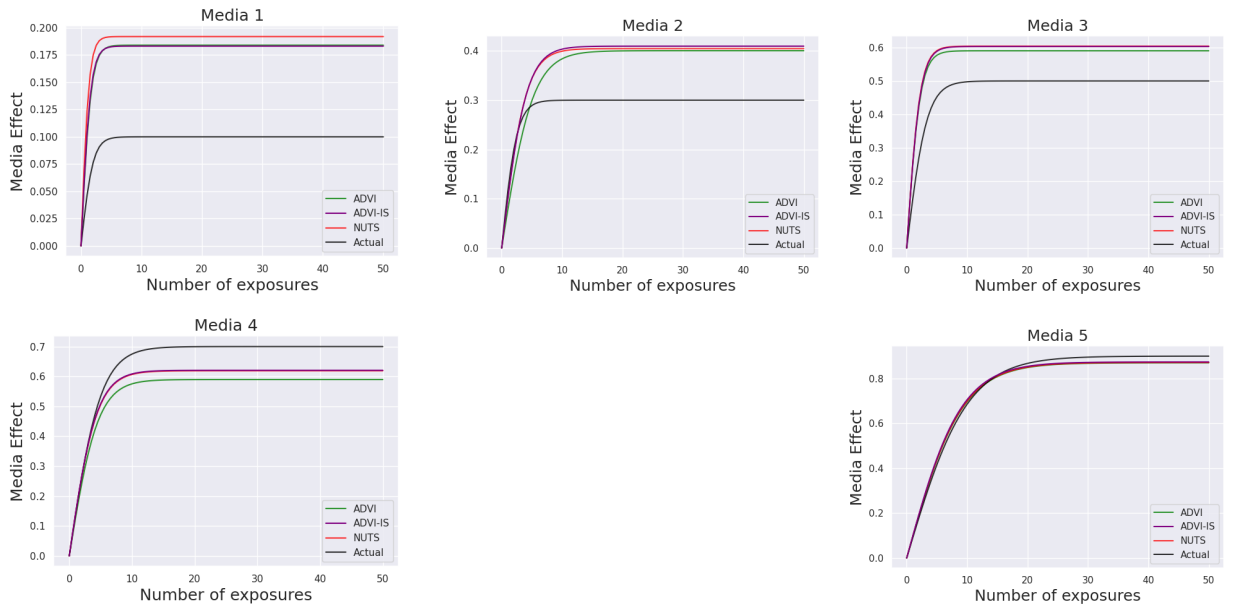 Media 1
0.200
0.175
0.150
0.125
0.100
0.075
0.050
0.025
0.000
Media Effect
ADVI
ADVI-IS
NUTS
Actual
0 10 20 30 40 50
Number of exposures
Media 2
0.4
0.3
0.2
0.1
0.0
Media Effect
ADVI
ADVI-IS
NUTS
Actual
0 10 20 30 40 50
Number of exposures
Media 3
0.6
0.5
0.4
0.3
0.2
0.1
0.0
Media Effect
ADVI
ADVI-IS
NUTS
Actual
0 10 20 30 40 50
Number of exposures
Media 4
0.7
0.6
0.5
0.4
0.3
0.2
0.1
0.0
Media Effect
ADVI
ADVI-IS
NUTS
Actual
0 10 20 30 40 50
Number of exposures
Media 5
0.8
0.6
0.4
0.2
0.0
Media Effect
ADVI
ADVI-IS
NUTS
Actual
0 10 20 30 40 50
Number of exposures